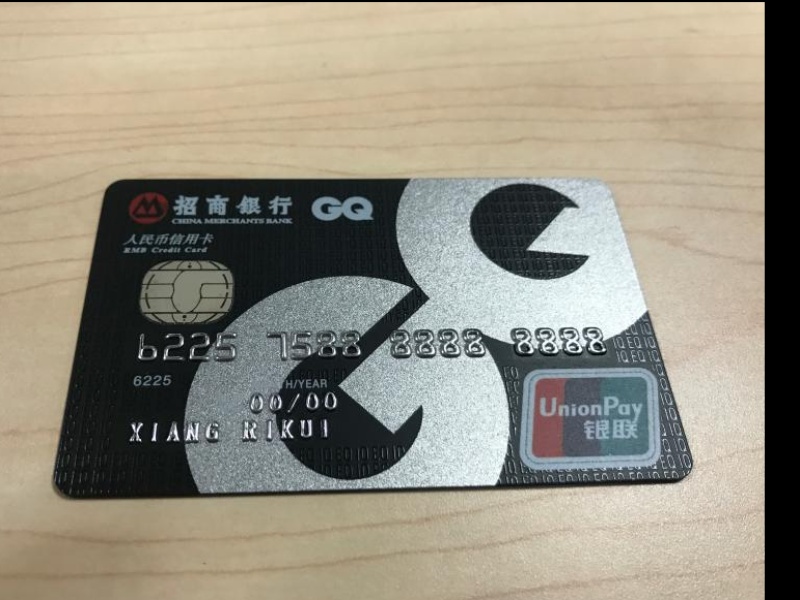 招商银行 GQ
CHINA MERCHANTS BANK
人民币信用卡
RMB Credit Card
6225 7588 8888 8888
6225
H/YEAR
00/00
XIANG RIKUI
UnionPay
银联